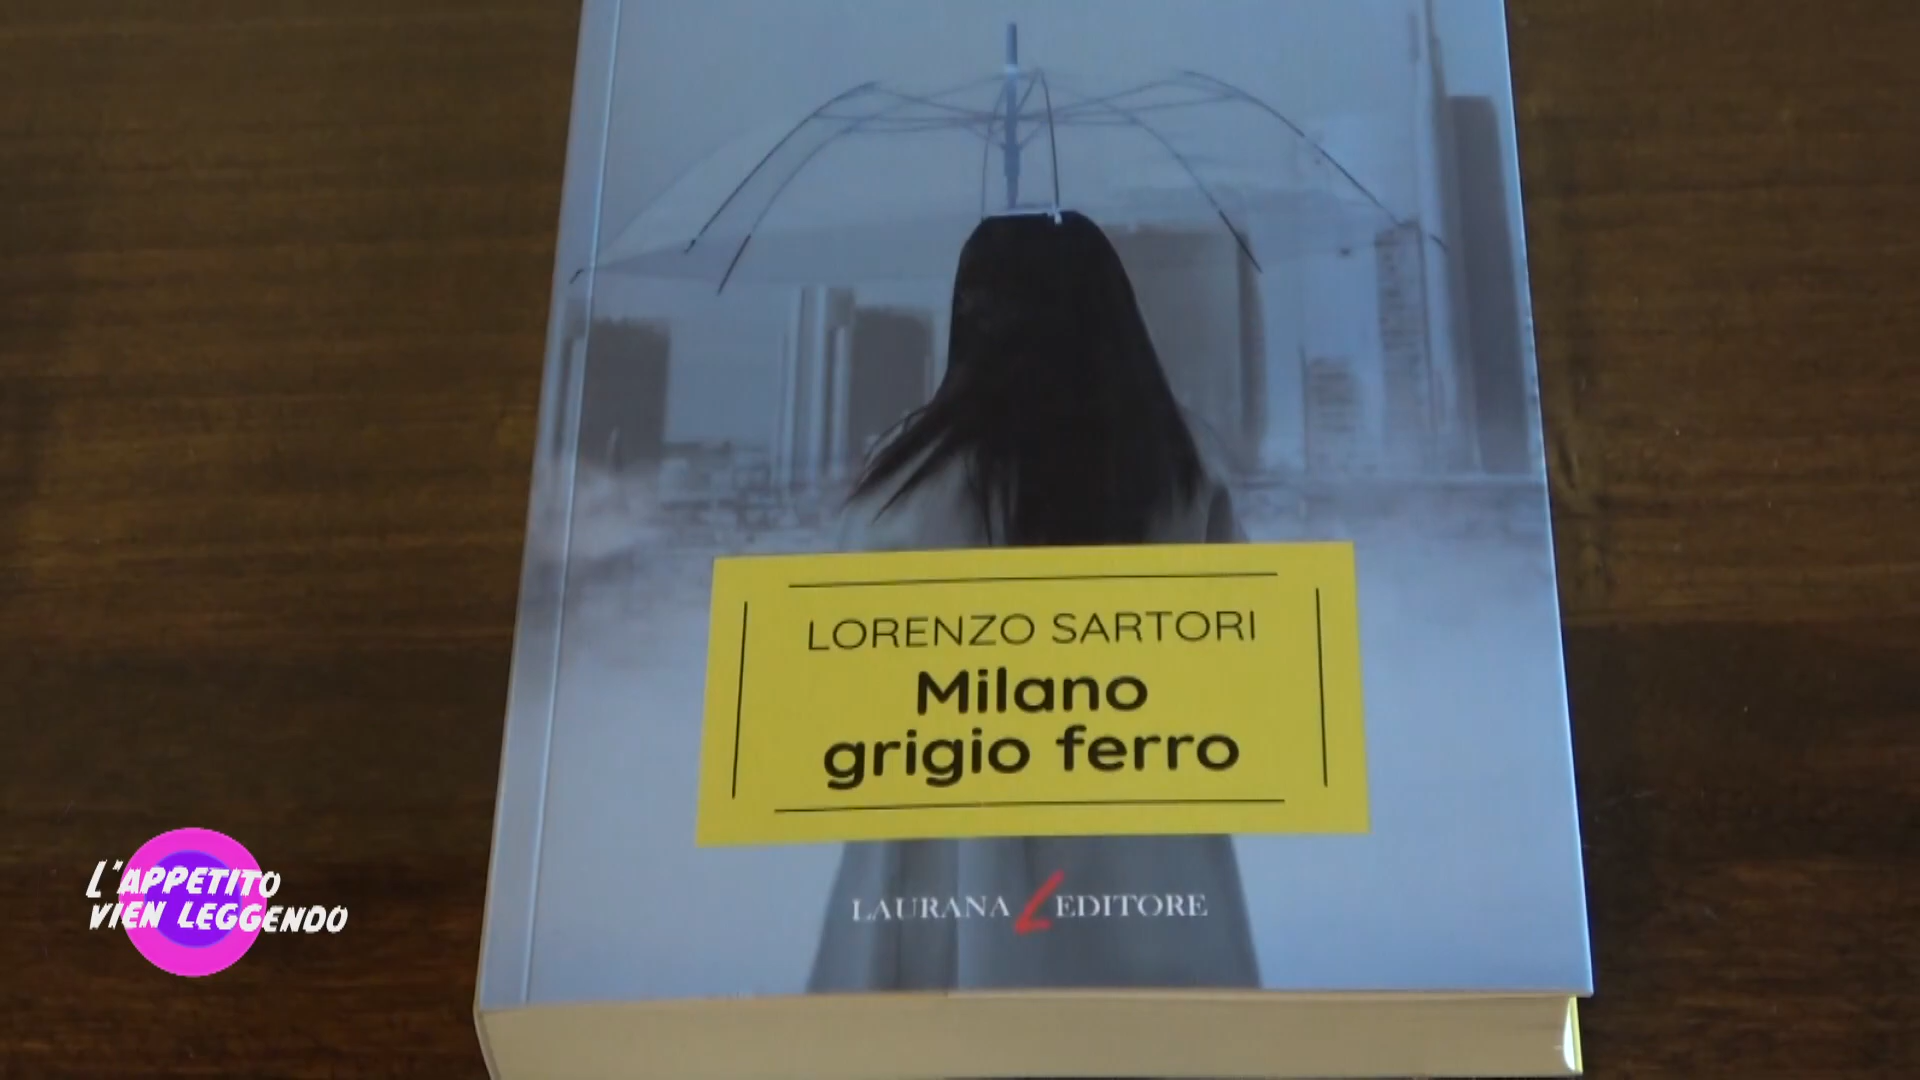 LORENZO SARTORI
Milano
grigio ferro
LAURANA EDITORE
L'APPETITO
VIEN LEGGENDO